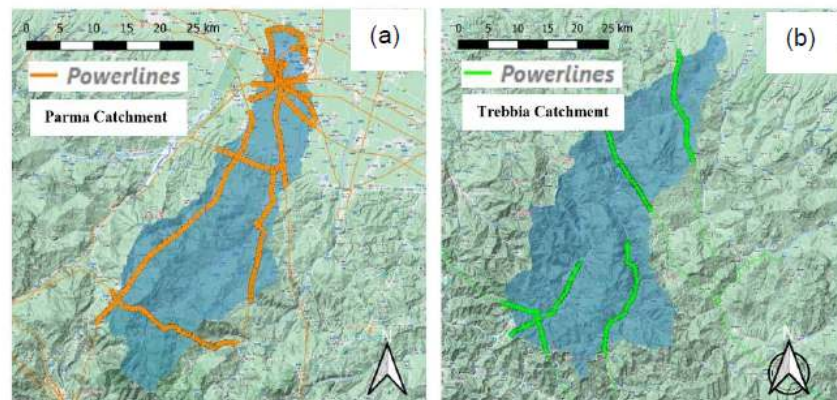 0 5 10 15 20 25 km
(a)
Powerlines
Parma Catchment
0 5 10 15 20 25 km
(b)
Powerlines
Trebbia Catchment